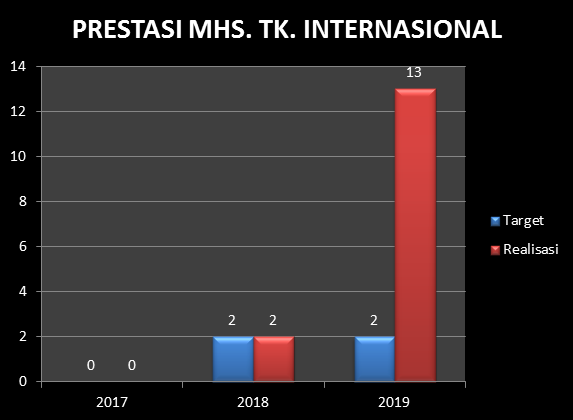 PRESTASI MHS. TK. INTERNASIONAL
14
12
10
8
6
4
2
0
0 0
2 2
2 13
2017 2018 2019
Target
Realisasi